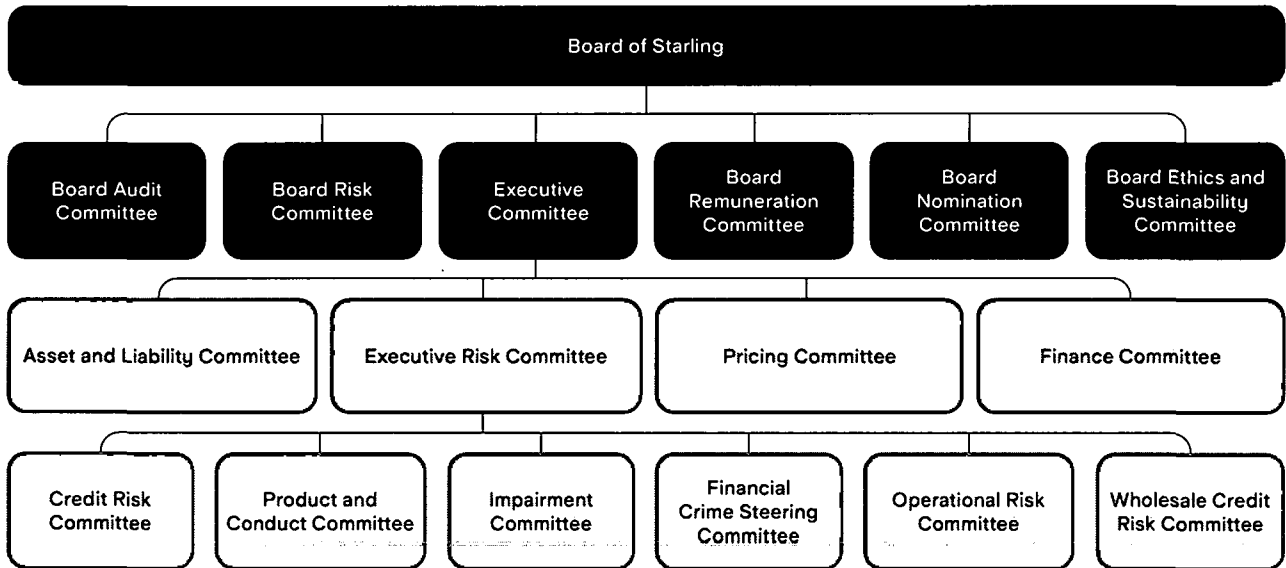 Board of Starling
Board Audit
Committee
Board Risk
Committee
Executive
Committee
Board
Remuneration
Committee
Board
Nomination
Committee
Board Ethics and
Sustainability
Committee
Asset and Liability Committee
Executive Risk Committee
Pricing Committee
Finance Committee
Credit Risk
Committee
Product and
Conduct Committee
Impairment
Committee
Financial
Crime Steering
Committee
Operational Risk
Committee
Wholesale Credit
Risk Committee